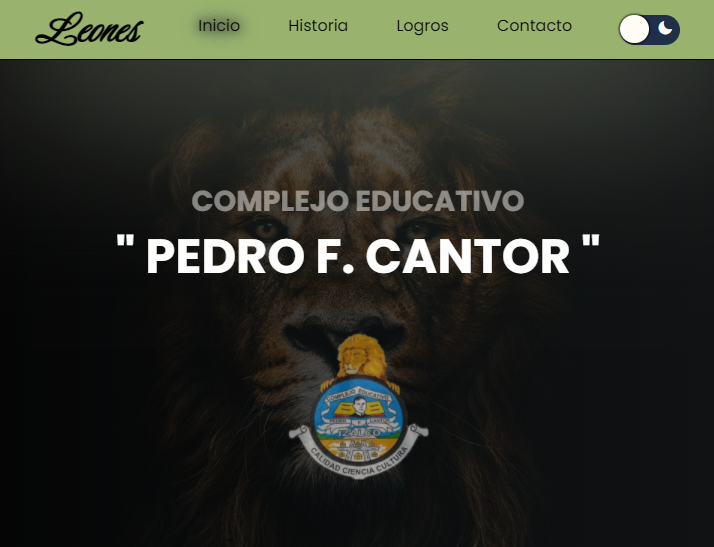 Leones
Inicio
Historia
Logros
Contacto
COMPLEJO EDUCATIVO
" PEDRO F. CANTOR "
COMPLEJO EDUCATIVO
CALIDAD CIENCIA CULTURA